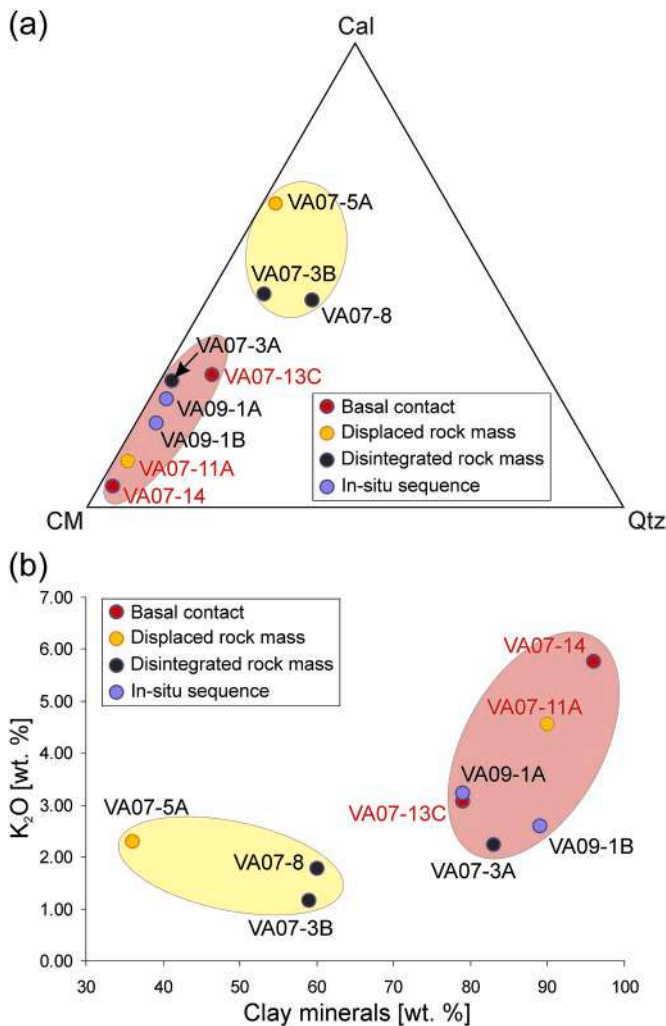 (a)
Cal
VA07-5A
VA07-3B
VA07-8
VA07-3A
VA07-13C
VA09-1A
VA09-1B
VA07-11A
VA07-14
Basal contact
Displaced rock mass
Disintegrated rock mass
In-situ sequence
CM
Qtz
(b)
7.00
6.00
5.00
4.00
3.00
2.00
1.00
0.00
K₂O [wt. %]
Basal contact
Displaced rock mass
Disintegrated rock mass
In-situ sequence
VA07-14
VA07-11A
VA09-1A
VA07-13C
VA07-5A
VA09-1B
VA07-8
VA07-3A
VA07-3B
30 40 50 60 70 80 90 100
Clay minerals [wt. %]